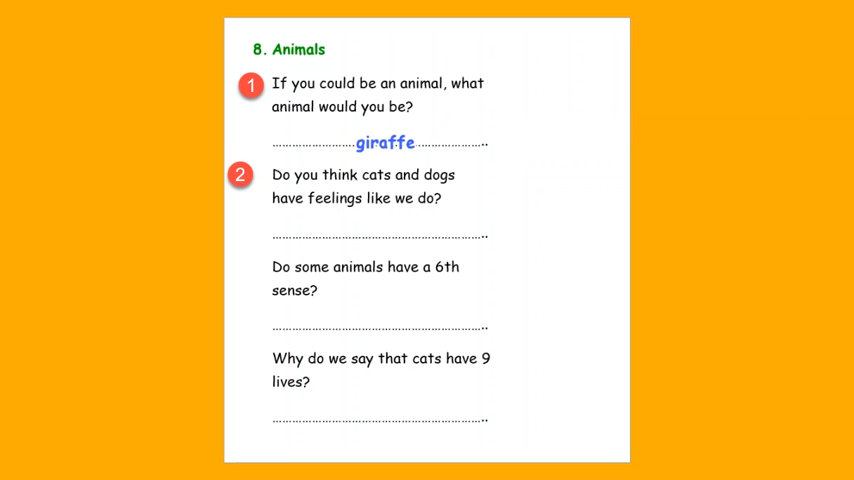 8. Animals
1 If you could be an animal, what
animal would you be?
........................giraffe.....................
2 Do you think cats and dogs
have feelings like we do?
...............................................................
Do some animals have a 6th
sense?
...............................................................
Why do we say that cats have 9
lives?
...............................................................